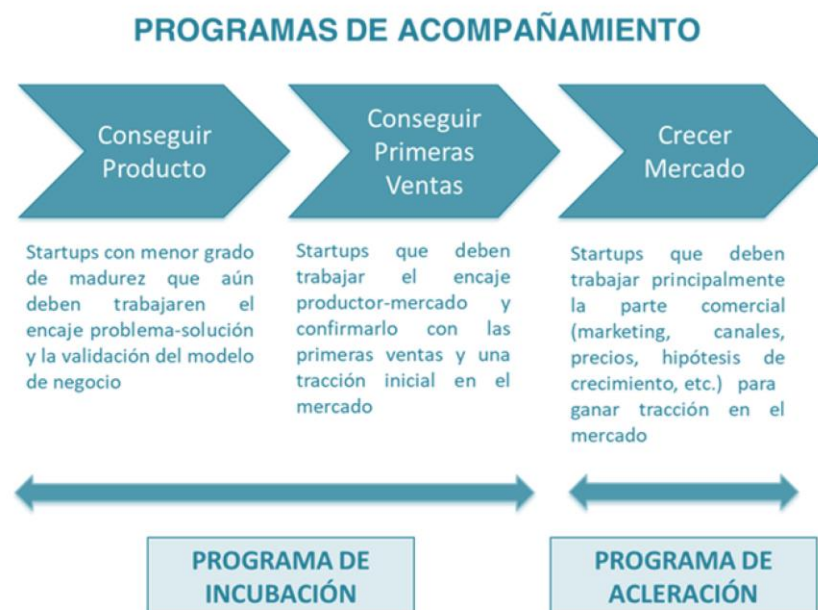 PROGRAMAS DE ACOMPAÑAMIENTO
Conseguir
Producto
Conseguir
Primeras
Ventas
Crecer
Mercado
Startups con menor grado
de madurez que aún
deben trabajaren el
encaje problema-solución
y la validación del modelo
de negocio
Startups que deben
trabajar el encaje
productor-mercado y
confirmarlo con las
primeras ventas y una
tracción inicial en el
mercado
Startups que deben
trabajar principalmente
la parte comercial
(marketing, canales,
precios, hipótesis de
crecimiento, etc.) para
ganar tracción en el
mercado
PROGRAMA DE
INCUBACIÓN
PROGRAMA DE
ACLERACIÓN